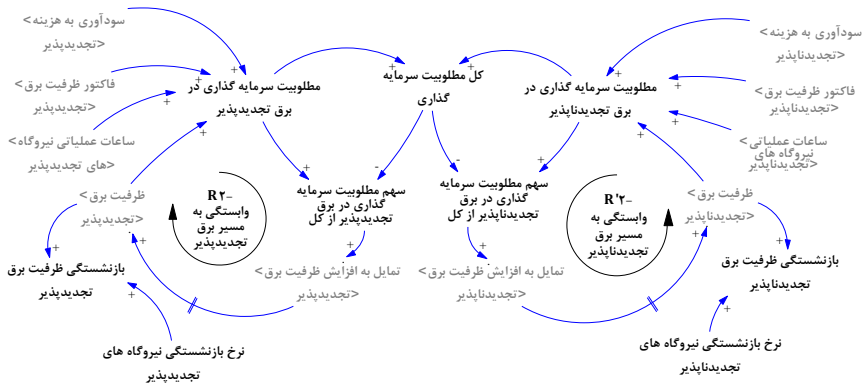 <سودآوری به هزینه
تجدیدپذیر>
<فاکتور ظرفیت برق
تجدیدپذیر>
<ساعات عملیاتی نیروگاه
های تجدیدپذیر>
مطلوبیت سرمایه گذاری در
برق تجدیدپذیر
کل مطلوبیت سرمایه
گذاری
مطلوبیت سرمایه گذاری در
برق تجدیدناپذیر
<سودآوری به هزینه
تجدیدناپذیر>
<فاکتور ظرفیت برق
تجدیدناپذیر>
<ساعات عملیاتی
نیروگاه های
تجدیدناپذیر>
<ظرفیت برق
تجدیدپذیر>
R۲-
وابستگی به
مسیر برق
تجدیدپذیر
سهم مطلوبیت سرمایه
گذاری در برق
تجدیدپذیر از کل
سهم مطلوبیت سرمایه
گذاری در برق
تجدیدناپذیر از کل
R'۲-
وابستگی به
مسیر برق
تجدیدناپذیر
<ظرفیت برق
تجدیدناپذیر>
بازنشستگی ظرفیت برق
تجدیدپذیر
<تمایل به افزایش ظرفیت برق
تجدیدپذیر>
<تمایل به افزایش ظرفیت برق
تجدیدناپذیر>
بازنشستگی ظرفیت برق
تجدیدناپذیر
نرخ بازنشستگی نیروگاه های
تجدیدپذیر
نرخ بازنشستگی نیروگاه های
تجدیدناپذیر